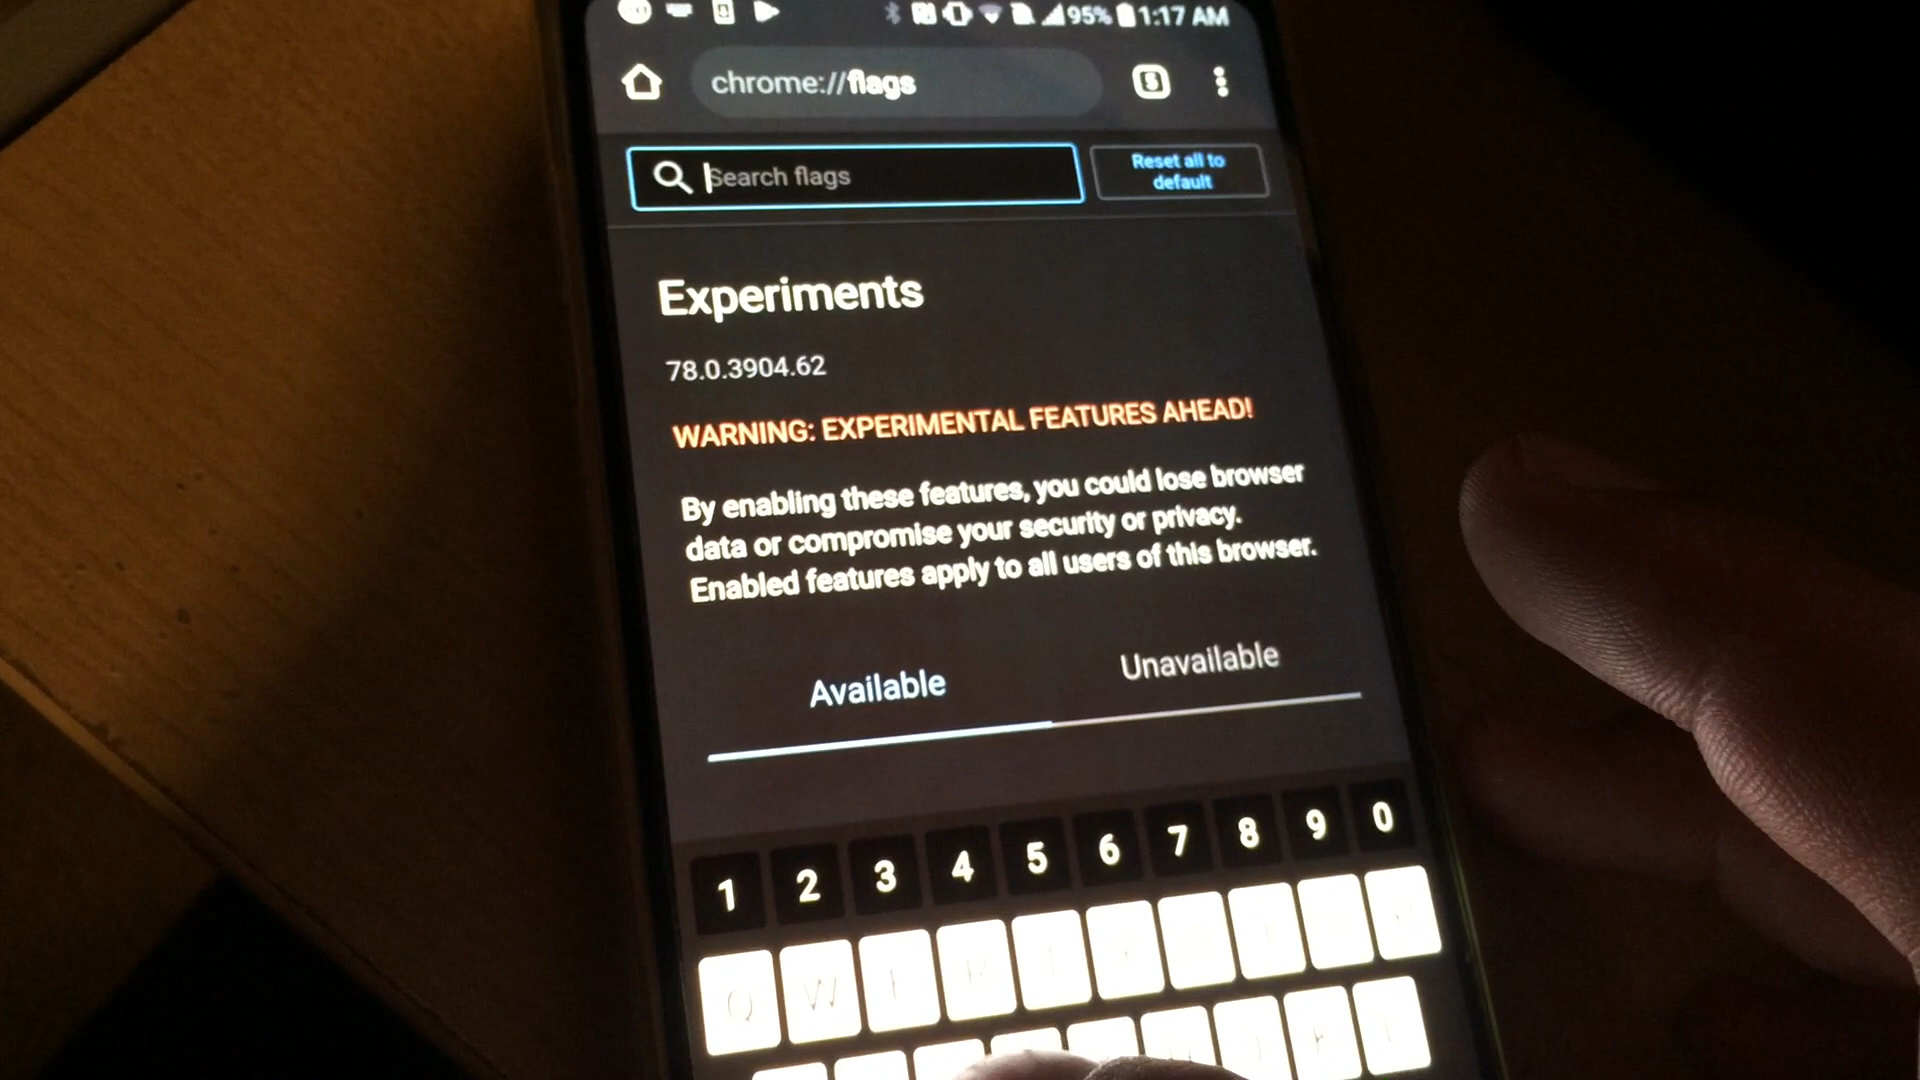 95% 1:17 AM
chrome://flags
5
Search flags
Reset all to
default
Experiments
78.0.3904.62
WARNING: EXPERIMENTAL FEATURES AHEAD!
By enabling these features, you could lose browser
data or compromise your security or privacy.
Enabled features apply to all users of this browser.
Available Unavailable
1 2 3 4 5 6 7 8 9 0
Q W